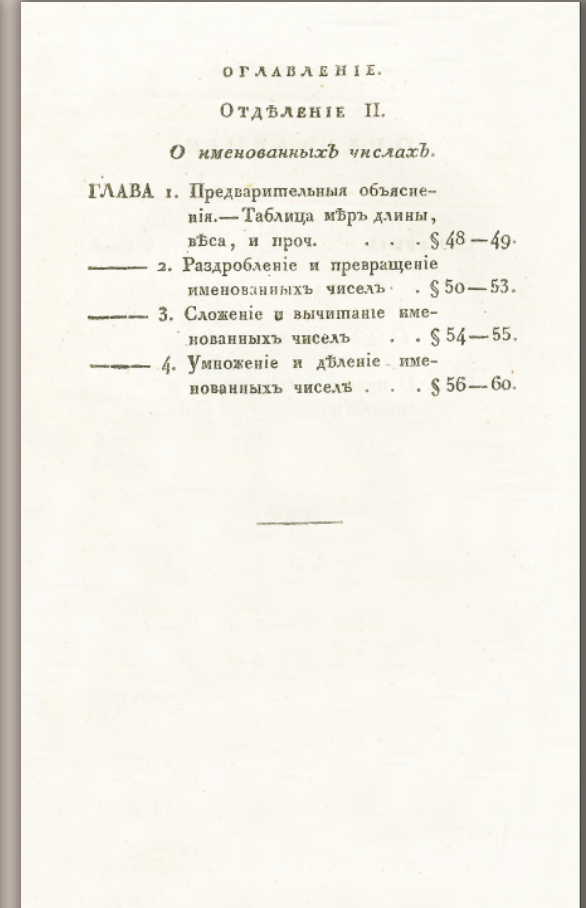 ОГЛАВЛЕНІЕ.
Отдѣленіе II.
О именованныхЪ числахЪ.
ГЛАВА 1. Предварительныя объясне-
нія.—Таблица мѣръ длины,
вѣса, и проч. . . . § 48—49.
——— 2. Раздробленіе и превращеніе
именованныхъ чиселъ . § 50—53.
——— 3. Сложеніе и вычитаніе име-
нованныхъ чиселъ . . § 54—55.
——— 4. Умноженіе и дѣленіе име-
нованныхъ чиселъ . . . § 56—60.